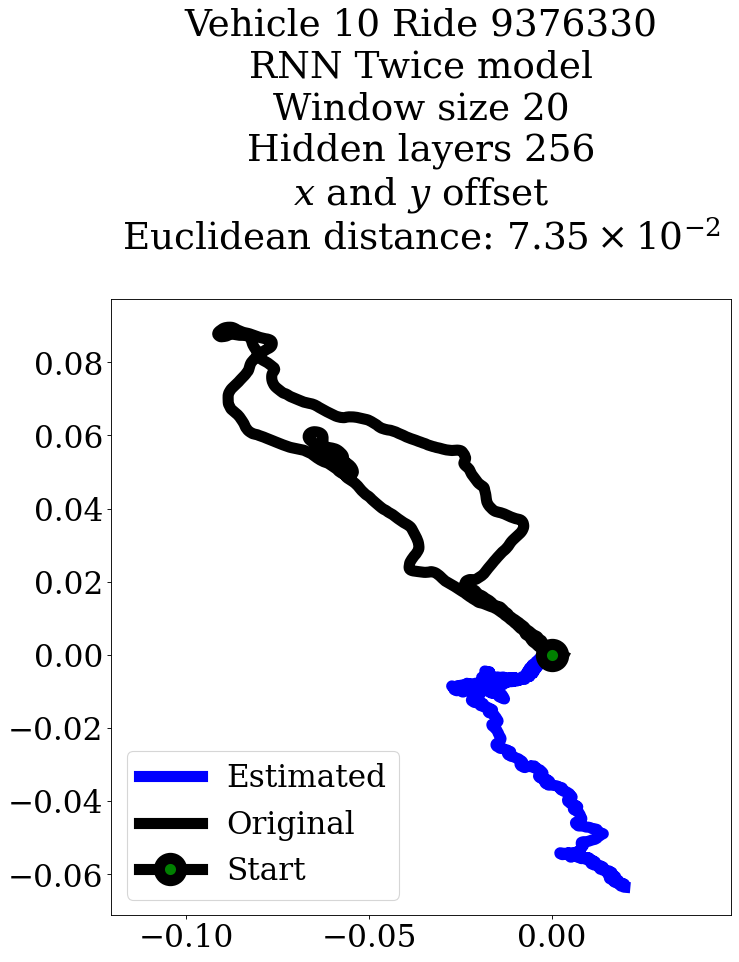 Vehicle 10 Ride 9376330
RNN Twice model
Window size 20
Hidden layers 256
x and y offset
Euclidean distance: 7.35 × 10⁻²
0.08
0.06
0.04
0.02
0.00
−0.02
−0.04
−0.06
Estimated
Original
Start
−0.10 −0.05 0.00